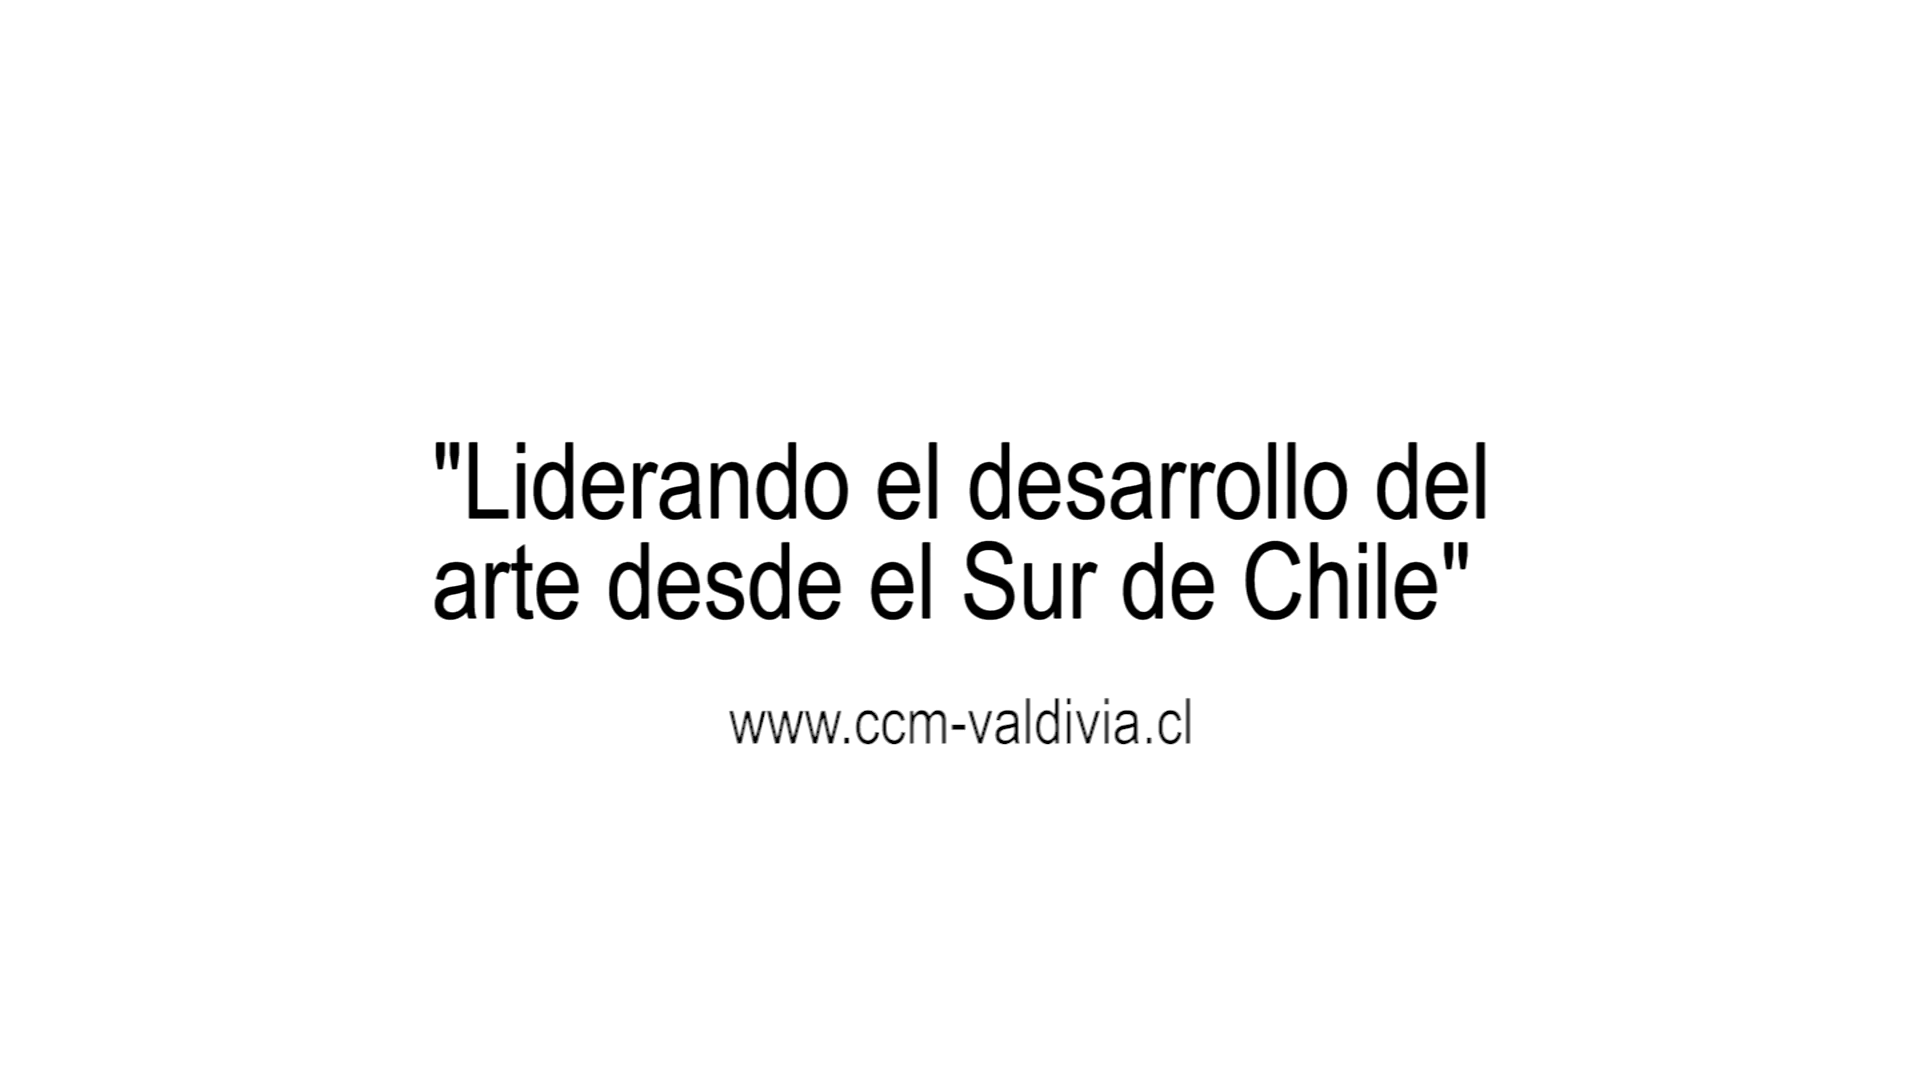 "Liderando el desarrollo del
arte desde el Sur de Chile"
www.ccm-valdivia.cl